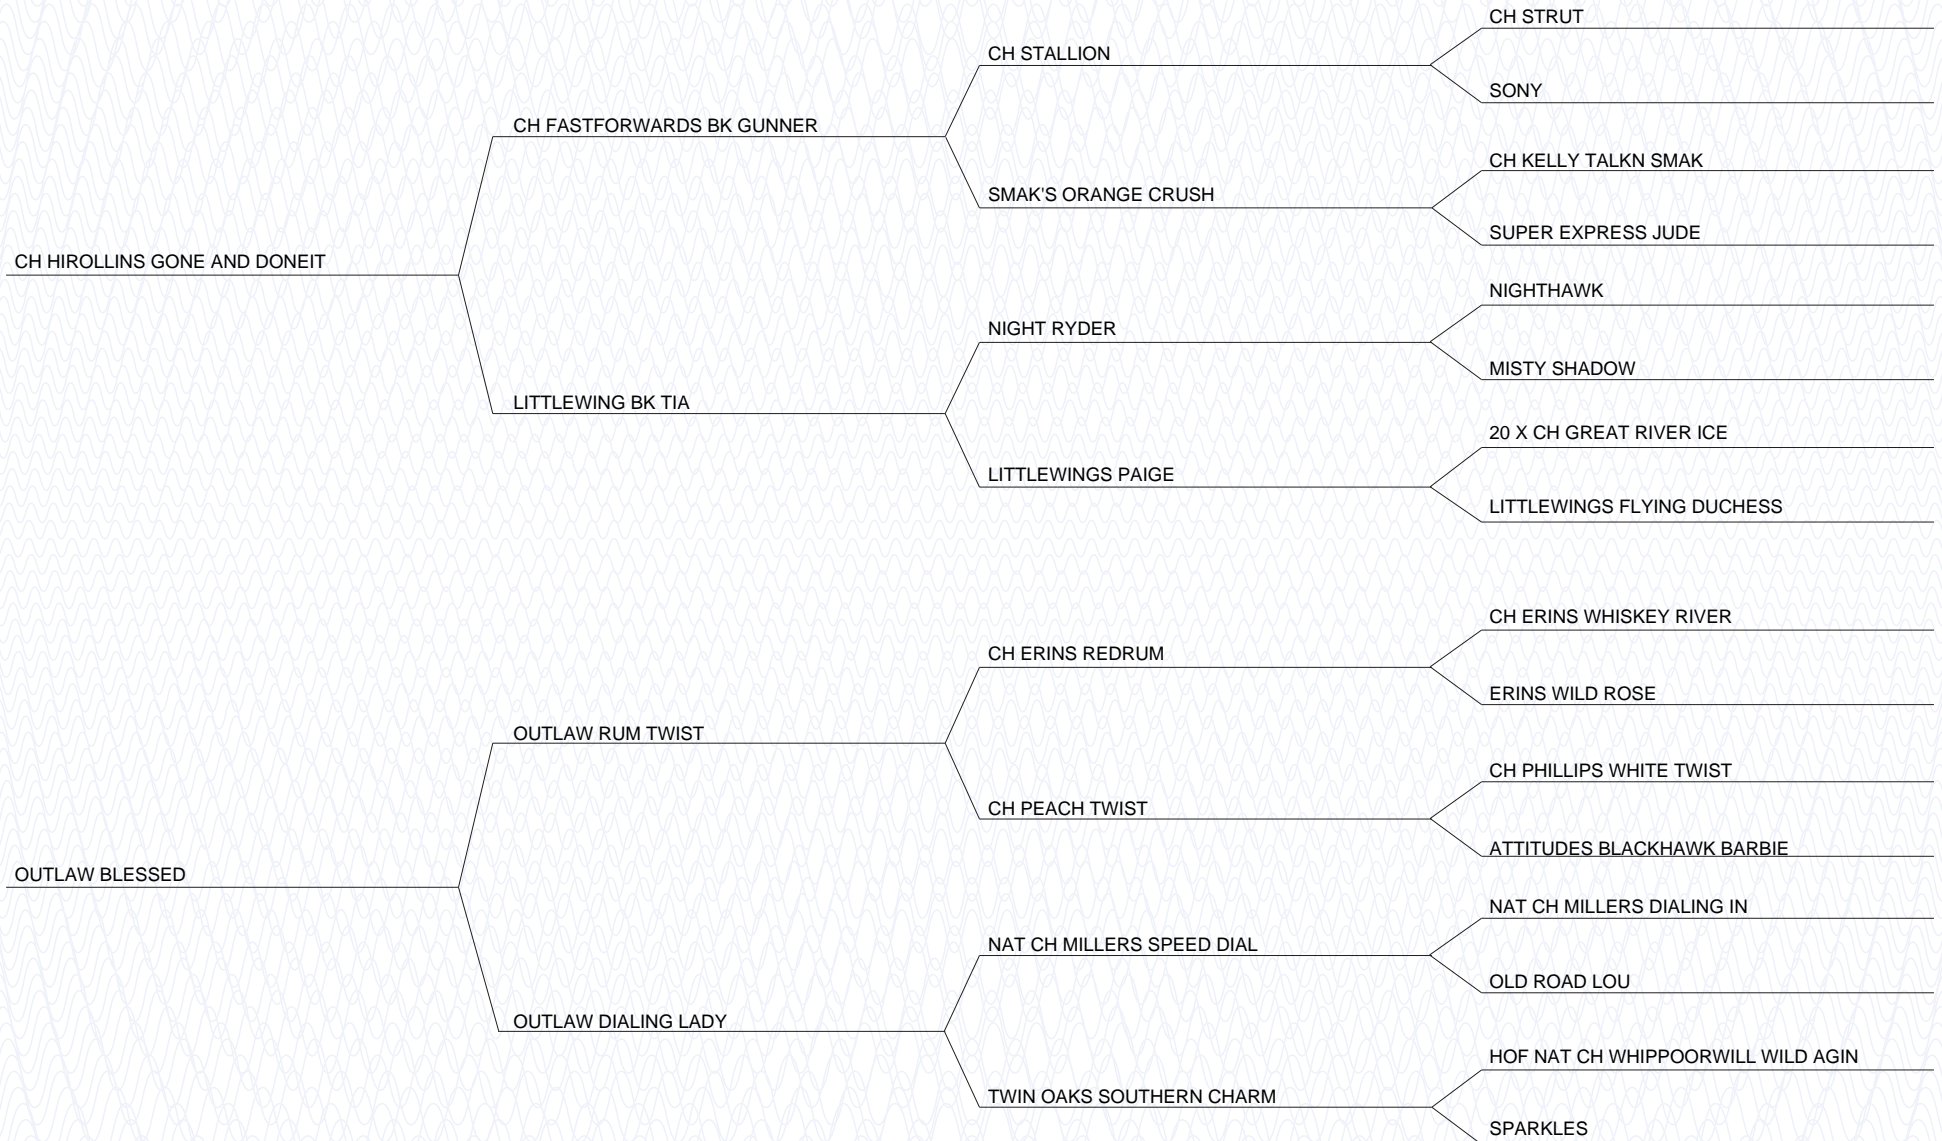 CH STRUT
CH STALLION
SONY
CH FASTFORWARDS BK GUNNER
CH KELLY TALKN SMAK
SMAK'S ORANGE CRUSH
SUPER EXPRESS JUDE
CH HIROLLINS GONE AND DONEIT
NIGHTHAWK
NIGHT RYDER
MISTY SHADOW
LITTLEWING BK TIA
20 X CH GREAT RIVER ICE
LITTLEWINGS PAIGE
LITTLEWINGS FLYING DUCHESS
CH ERINS WHISKEY RIVER
CH ERINS REDRUM
ERINS WILD ROSE
OUTLAW RUM TWIST
CH PHILLIPS WHITE TWIST
CH PEACH TWIST
ATTITUDES BLACKHAWK BARBIE
OUTLAW BLESSED
NAT CH MILLERS DIALING IN
NAT CH MILLERS SPEED DIAL
OLD ROAD LOU
OUTLAW DIALING LADY
HOF NAT CH WHIPPOORWILL WILD AGIN
TWIN OAKS SOUTHERN CHARM
SPARKLES